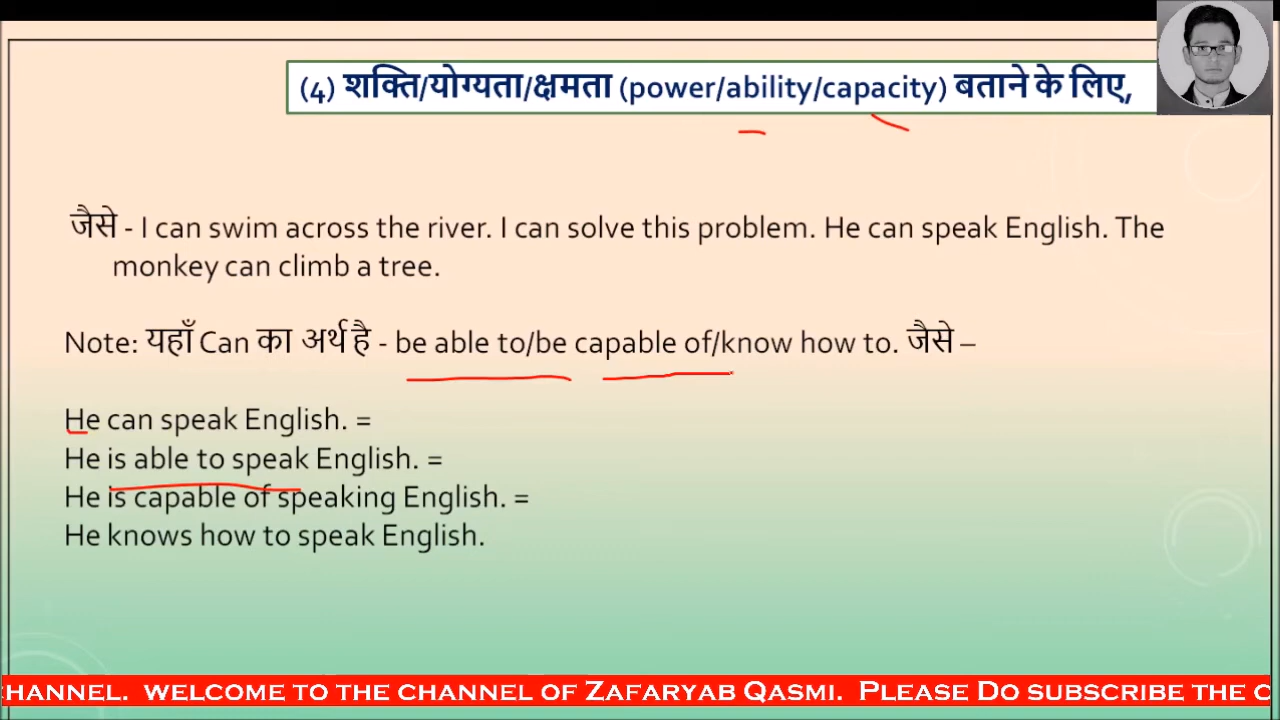 (4) शक्ति/योग्यता/क्षमता (power/ability/capacity) बताने के लिए,
जैसे - I can swim across the river. I can solve this problem. He can speak English. The
monkey can climb a tree.
Note: यहाँ Can का अर्थ है - be able to/be capable of/know how to. जैसे –
He can speak English. =
He is able to speak English. =
He is capable of speaking English. =
He knows how to speak English.
CHANNEL. WELCOME TO THE CHANNEL OF ZAFARYAB QASMI. PLEASE DO SUBSCRIBE THE C